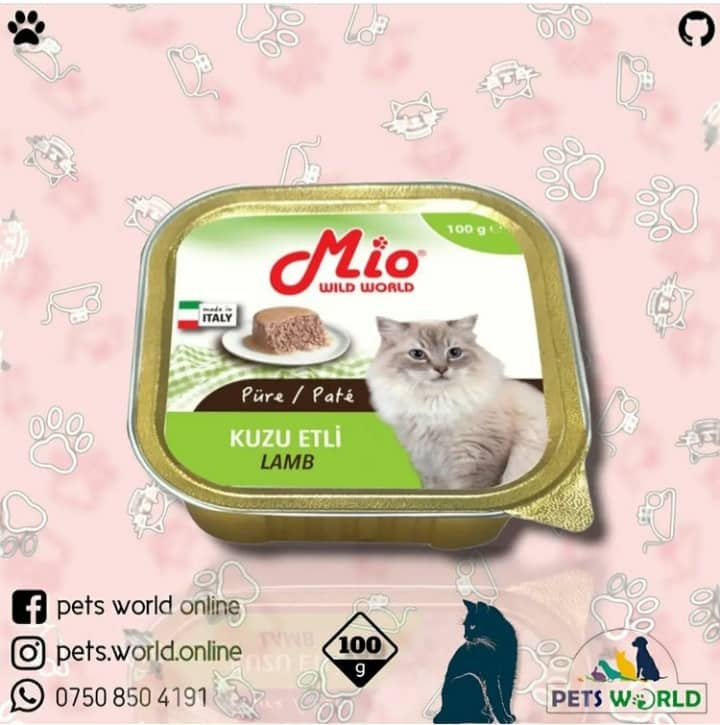 100 g
Mio®
WILD WORLD
made in
ITALY
Püre / Paté
KUZU ETLİ
LAMB
pets world online
pets.world.online
0750 850 4191
100
g
PETS WORLD